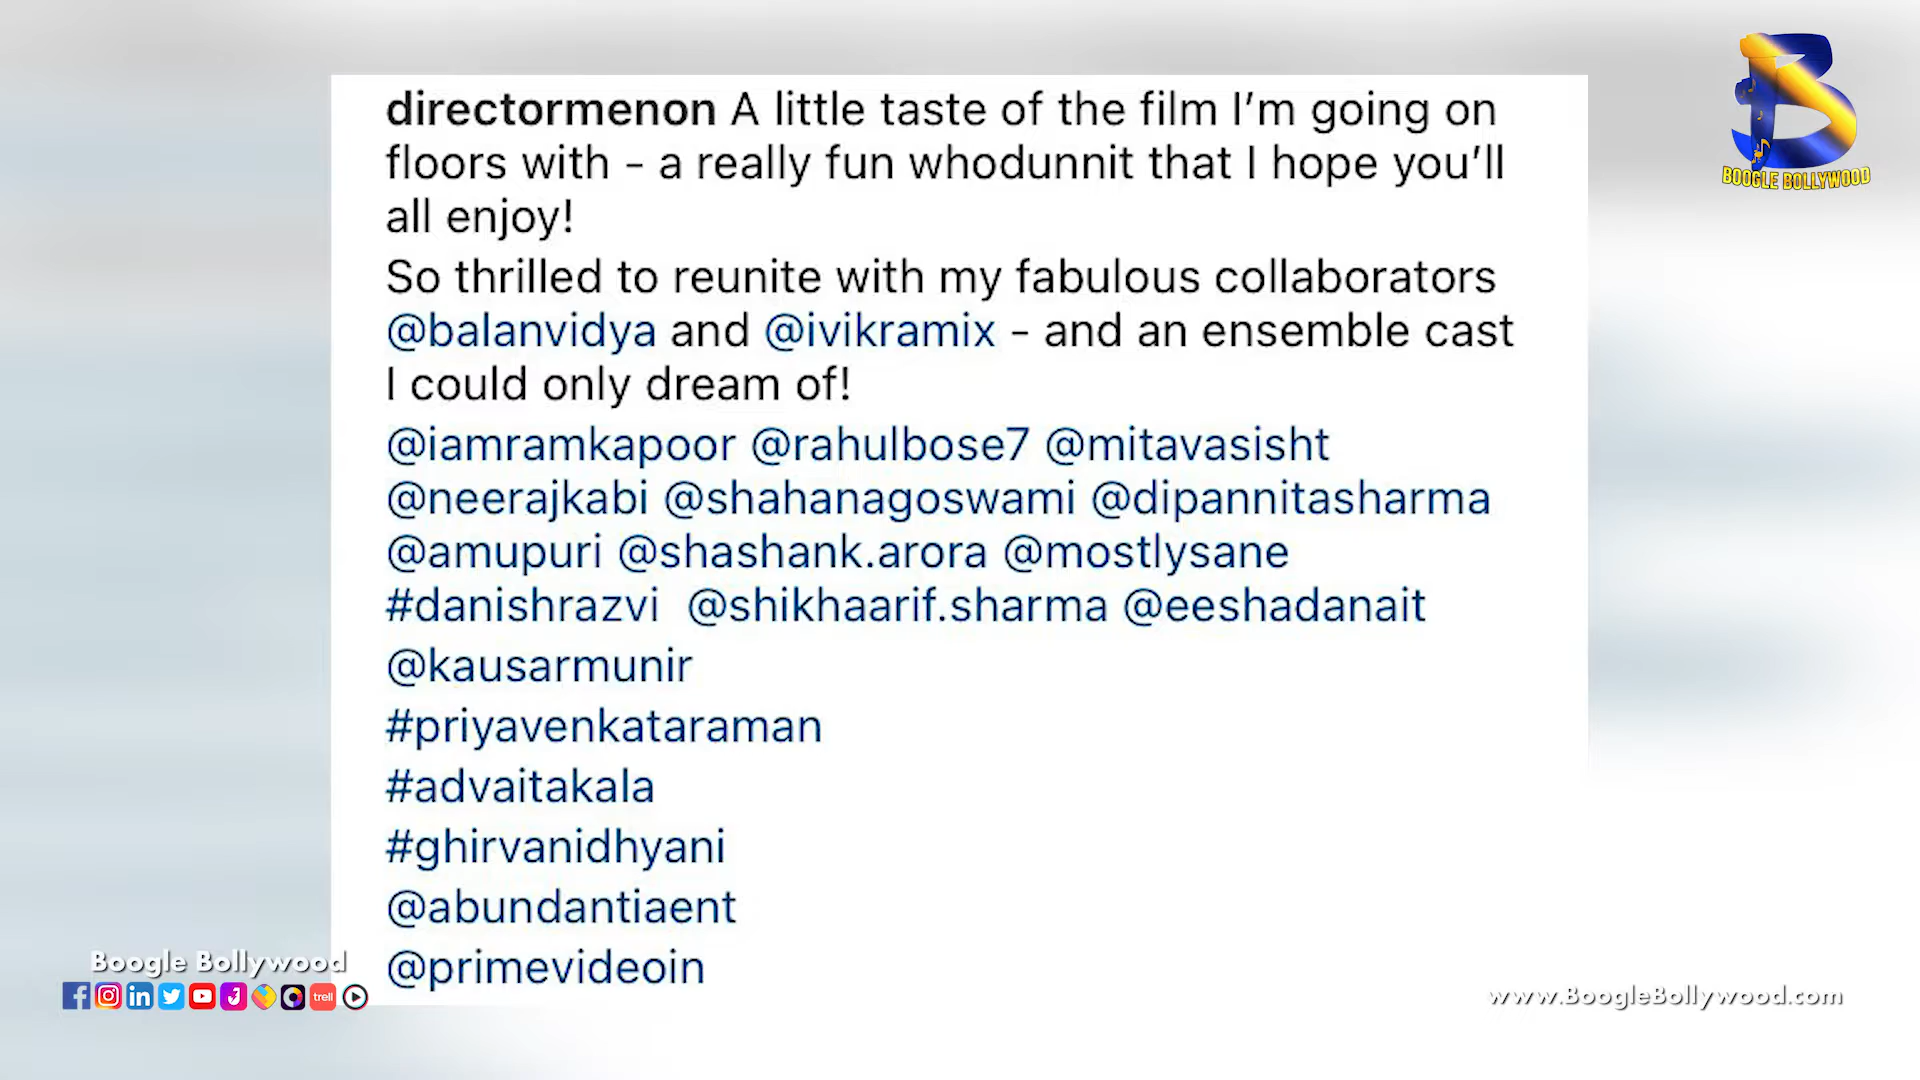 directormenon A little taste of the film I'm going on
floors with – a really fun whodunnit that I hope you'll
all enjoy!
So thrilled to reunite with my fabulous collaborators
@balanvidya and @ivikramix – and an ensemble cast
I could only dream of!
@iamramkapoor @rahulbose7 @mitavasisht
@neerajkabi @shahanagoswami @dipannitasharma
@amupuri @shashank.arora @mostlysane
#danishrazvi @shikhaarif.sharma @eeshadanait
@kausarmunir
#priyavenkataraman
#advaitakala
#ghirvanidhyani
@abundantiaent
@primevideoin
BOOGLE BOLLYWOOD
Boogle Bollywood
trell
www.BoogleBollywood.com